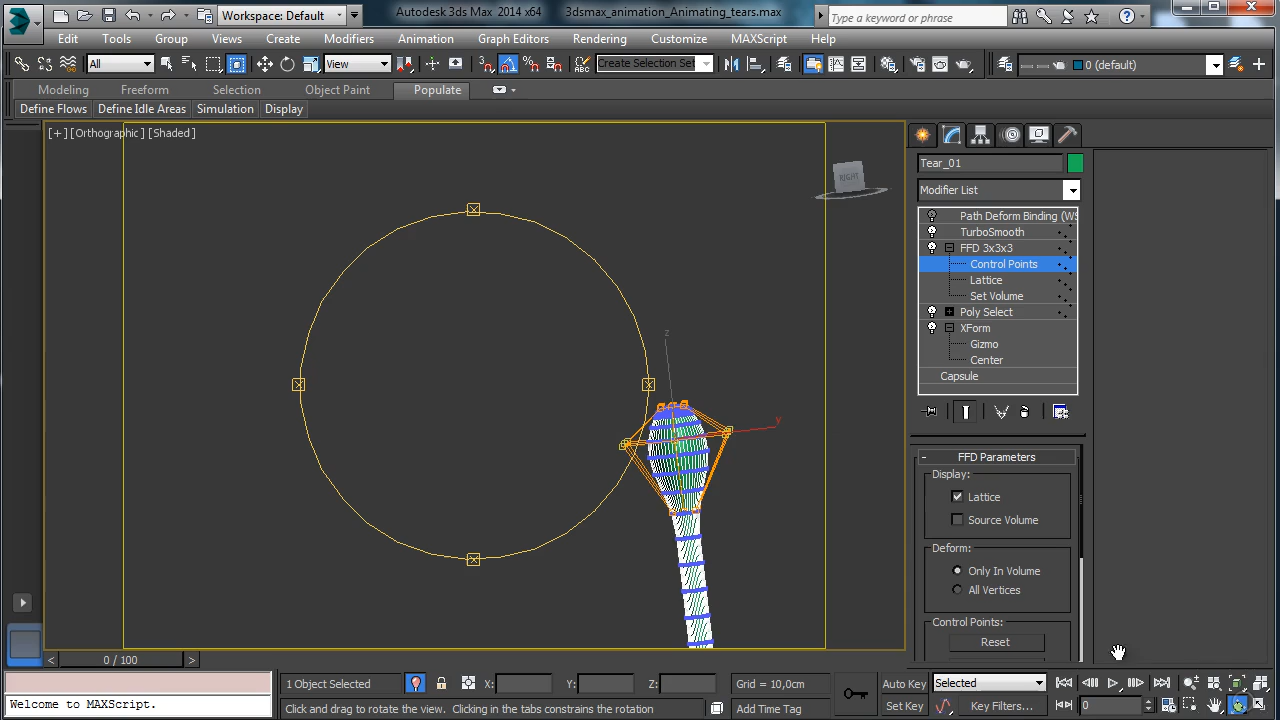 Workspace: Default
Autodesk 3ds Max 2014 x64
3dsmax_animation_Animating_tears.max
Type a keyword or phrase
Edit Tools Group Views Create Modifiers Animation Graph Editors Rendering Customize MAXScript Help
All
View
Create Selection Set
0 (default)
Modeling Freeform Selection Object Paint Populate
Define Flows Define Idle Areas Simulation Display
[+][Orthographic][Shaded]
RIGHT
z
y
Tear_01
Modifier List
Path Deform Binding (WS
TurboSmooth
FFD 3x3x3
Control Points
Lattice
Set Volume
Poly Select
XForm
Gizmo
Center
Capsule
- FFD Parameters
Display:
Lattice
Source Volume
Deform:
Only In Volume
All Vertices
Control Points:
Reset
< 0 / 100 >
1 Object Selected
X: Y: Z:
Grid = 10,0cm
Auto Key
Selected
Welcome to MAXScript.
Click and drag to rotate the view. Clicking in the tabs constrains the rotation
Add Time Tag
Set Key
Key Filters...
0